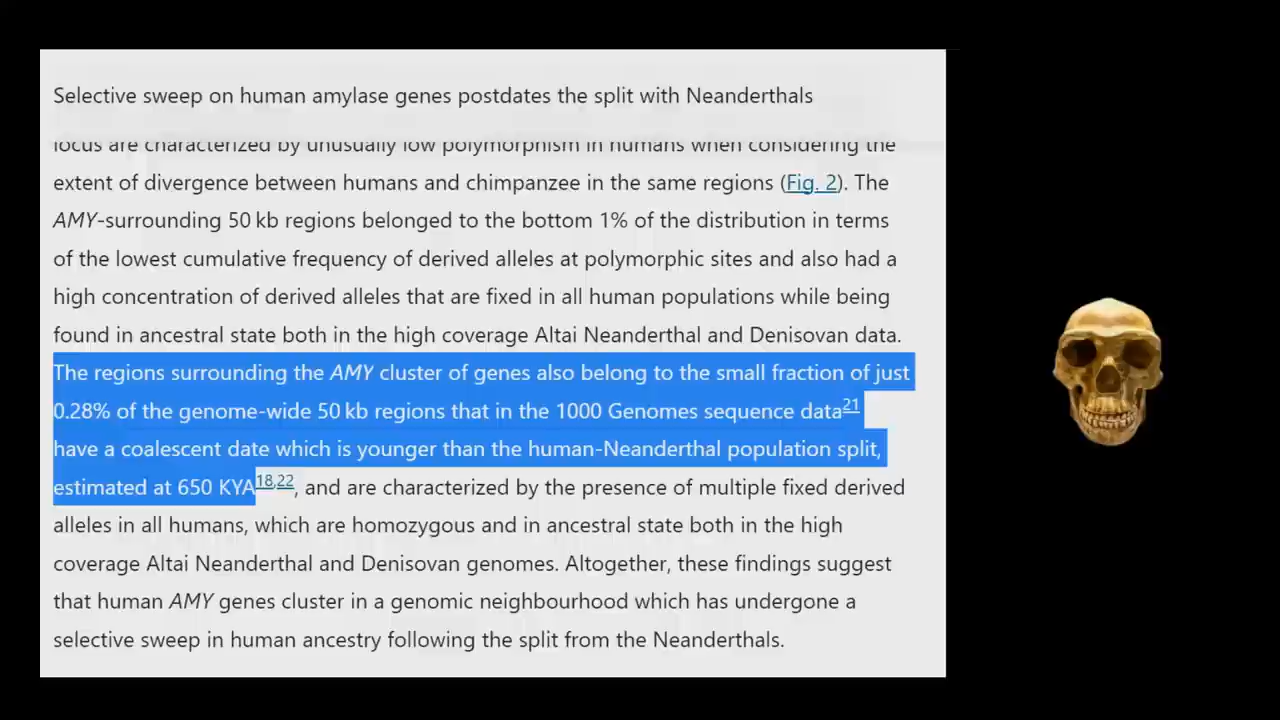 Selective sweep on human amylase genes postdates the split with Neanderthals
locus are characterized by unusually low polymorphism in humans when considering the
extent of divergence between humans and chimpanzee in the same regions (Fig. 2). The
AMY-surrounding 50 kb regions belonged to the bottom 1% of the distribution in terms
of the lowest cumulative frequency of derived alleles at polymorphic sites and also had a
high concentration of derived alleles that are fixed in all human populations while being
found in ancestral state both in the high coverage Altai Neanderthal and Denisovan data.
The regions surrounding the AMY cluster of genes also belong to the small fraction of just
0.28% of the genome-wide 50 kb regions that in the 1000 Genomes sequence data21
have a coalescent date which is younger than the human-Neanderthal population split,
estimated at 650 KYA18,22, and are characterized by the presence of multiple fixed derived
alleles in all humans, which are homozygous and in ancestral state both in the high
coverage Altai Neanderthal and Denisovan genomes. Altogether, these findings suggest
that human AMY genes cluster in a genomic neighbourhood which has undergone a
selective sweep in human ancestry following the split from the Neanderthals.